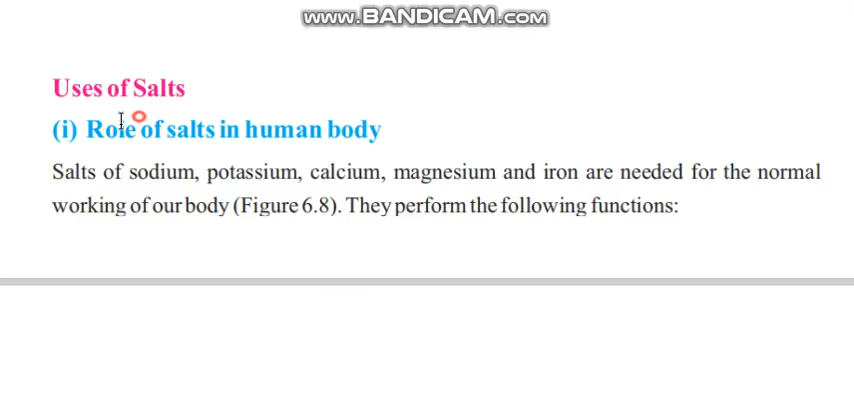 www.BANDICAM.com
Uses of Salts
(i) Role of salts in human body
Salts of sodium, potassium, calcium, magnesium and iron are needed for the normal
working of our body (Figure 6.8). They perform the following functions: